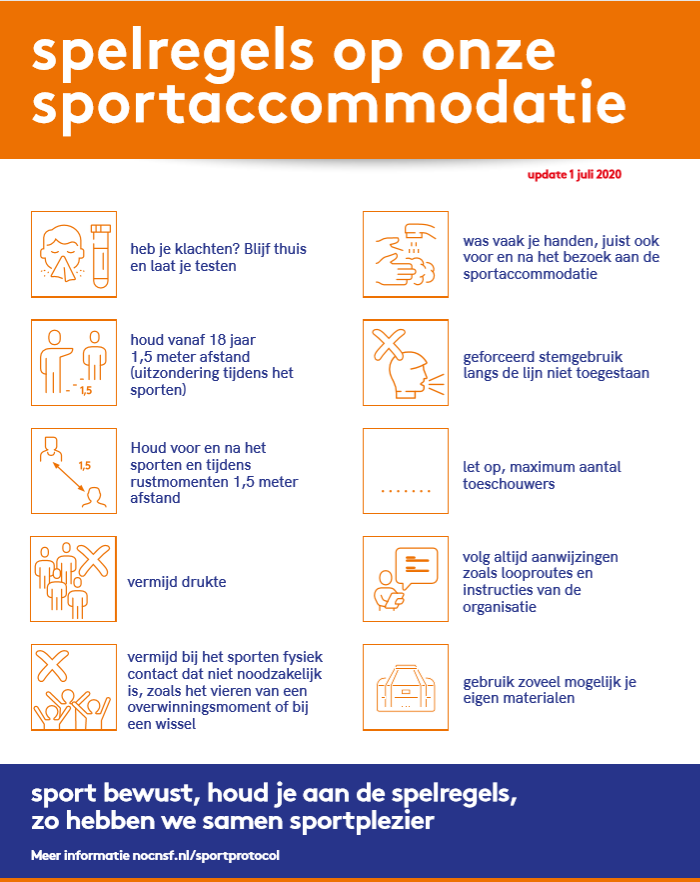 spelregels op onze
sportaccommodatie
update 1 juli 2020
heb je klachten? Blijf thuis
en laat je testen
houd vanaf 18 jaar
1,5 meter afstand
(uitzondering tijdens het
sporten)
1,5
Houd voor en na het
sporten en tijdens
rustmomenten 1,5 meter
afstand
1,5
vermijd drukte
vermijd bij het sporten fysiek
contact dat niet noodzakelijk
is, zoals het vieren van een
overwinningsmoment of bij
een wissel
was vaak je handen, juist ook
voor en na het bezoek aan de
sportaccommodatie
geforceerd stemgebruik
langs de lijn niet toegestaan
.......
let op, maximum aantal
toeschouwers
volg altijd aanwijzingen
zoals looproutes en
instructies van de
organisatie
gebruik zoveel mogelijk je
eigen materialen
sport bewust, houd je aan de spelregels,
zo hebben we samen sportplezier
Meer informatie nocnsf.nl/sportprotocol